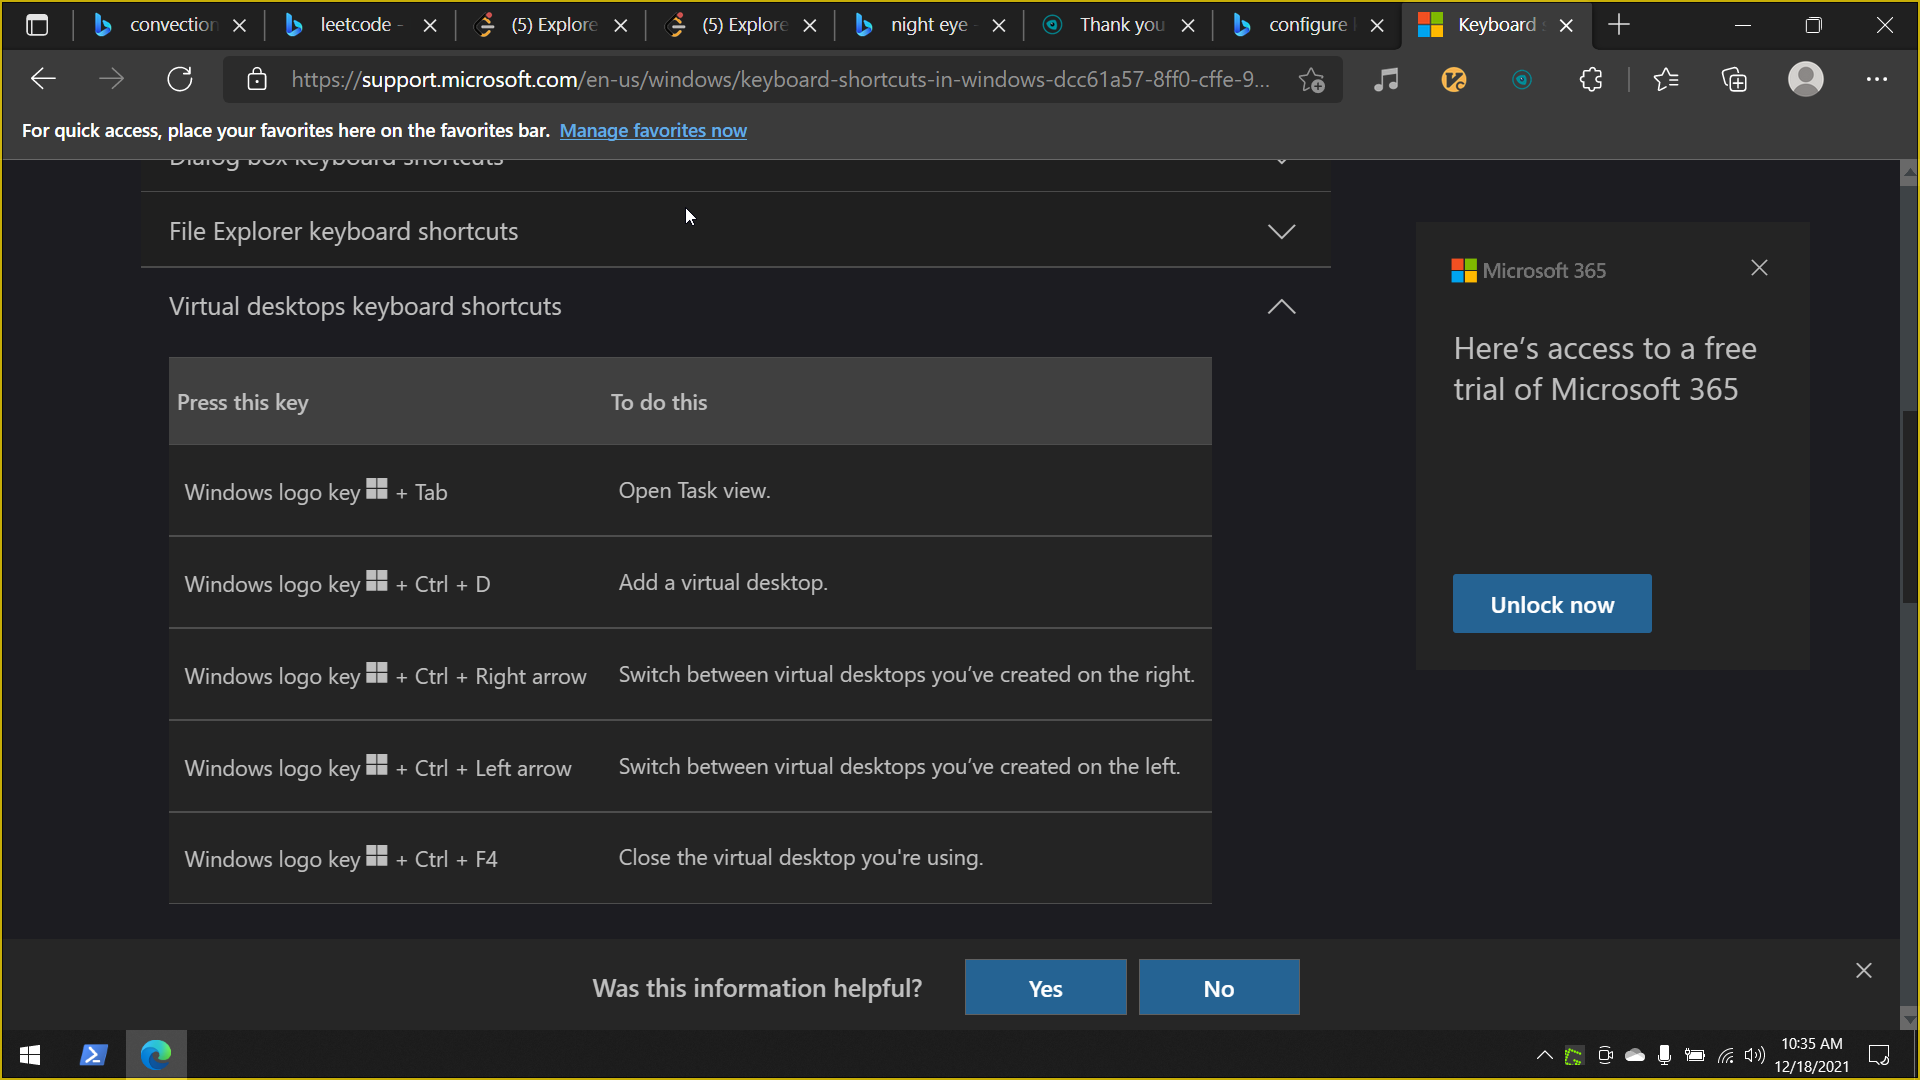 convection
leetcode -
(5) Explore
(5) Explore
night eye -
Thank you
configure
Keyboard
https://support.microsoft.com/en-us/windows/keyboard-shortcuts-in-windows-dcc61a57-8ff0-cffe-9...
For quick access, place your favorites here on the favorites bar. Manage favorites now
Dialog box keyboard shortcuts
File Explorer keyboard shortcuts
Virtual desktops keyboard shortcuts
Press this key To do this
Windows logo key + Tab Open Task view.
Windows logo key + Ctrl + D Add a virtual desktop.
Windows logo key + Ctrl + Right arrow Switch between virtual desktops you’ve created on the right.
Windows logo key + Ctrl + Left arrow Switch between virtual desktops you’ve created on the left.
Windows logo key + Ctrl + F4 Close the virtual desktop you're using.
Microsoft 365
Here’s access to a free
trial of Microsoft 365
Unlock now
Was this information helpful? Yes No
10:35 AM
12/18/2021